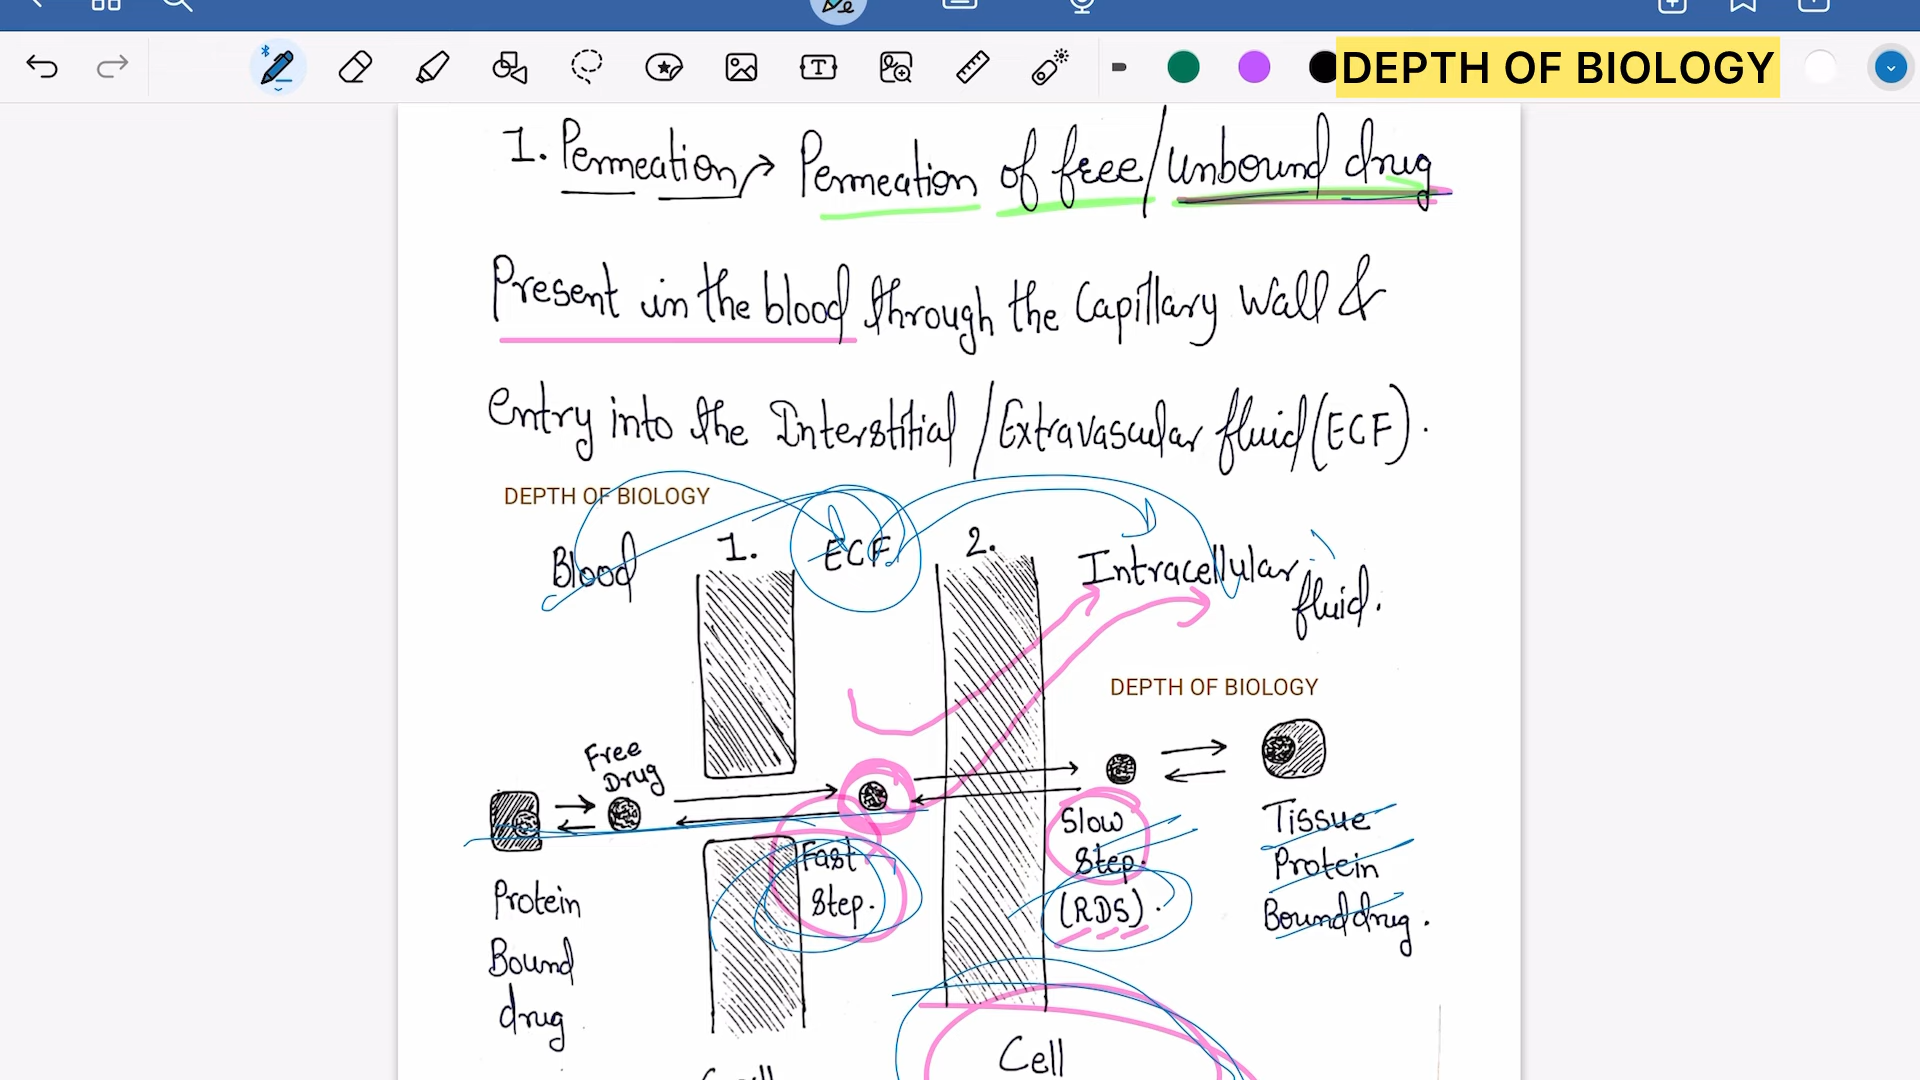 DEPTH OF BIOLOGY
1. Permeation → Permeation of free/Unbound drug
Present in the blood through the Capillary Wall &
entry into the Interstitial/Extravascular fluid (ECF).
DEPTH OF BIOLOGY
Blood 1. ECF 2. Intracellular
fluid.
DEPTH OF BIOLOGY
Free
Drug
Slow
Step.
(RDS).
Tissue
Protein
Bound drug.
Fast
Step.
Protein
Bound
drug
Cell